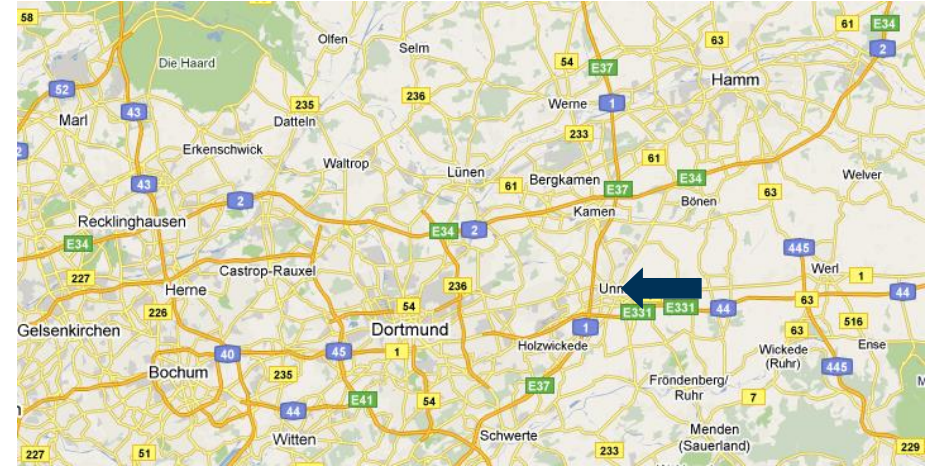 58
61
E34
Olfen
63
Selm
2
Die Haard
54
E37
Hamm
52
43
236
1
Marl
235
Werne
Datteln
233
Erkenschwick
61
Waltrop
Lünen
43
61
Bergkamen
E37
E34
63
Welver
2
Bönen
Recklinghausen
Kamen
E34
E34
2
445
227
Castrop-Rauxel
236
Werl
1
Herne
44
226
54
E331
E331
44
63
Gelsenkirchen
Dortmund
1
516
40
45
1
Holzwickede
63
Wickede
(Ruhr)
Ense
Bochum
235
E37
Fröndenberg/
Ruhr
445
44
E41
54
7
Witten
Schwerte
Menden
(Sauerland)
227
51
233
229